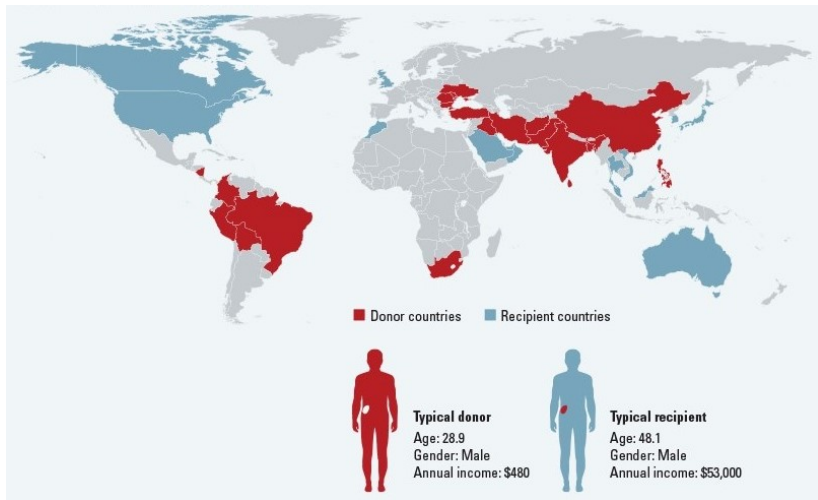 Donor countries
Recipient countries
Typical donor
Age: 28.9
Gender: Male
Annual income: $480
Typical recipient
Age: 48.1
Gender: Male
Annual income: $53,000